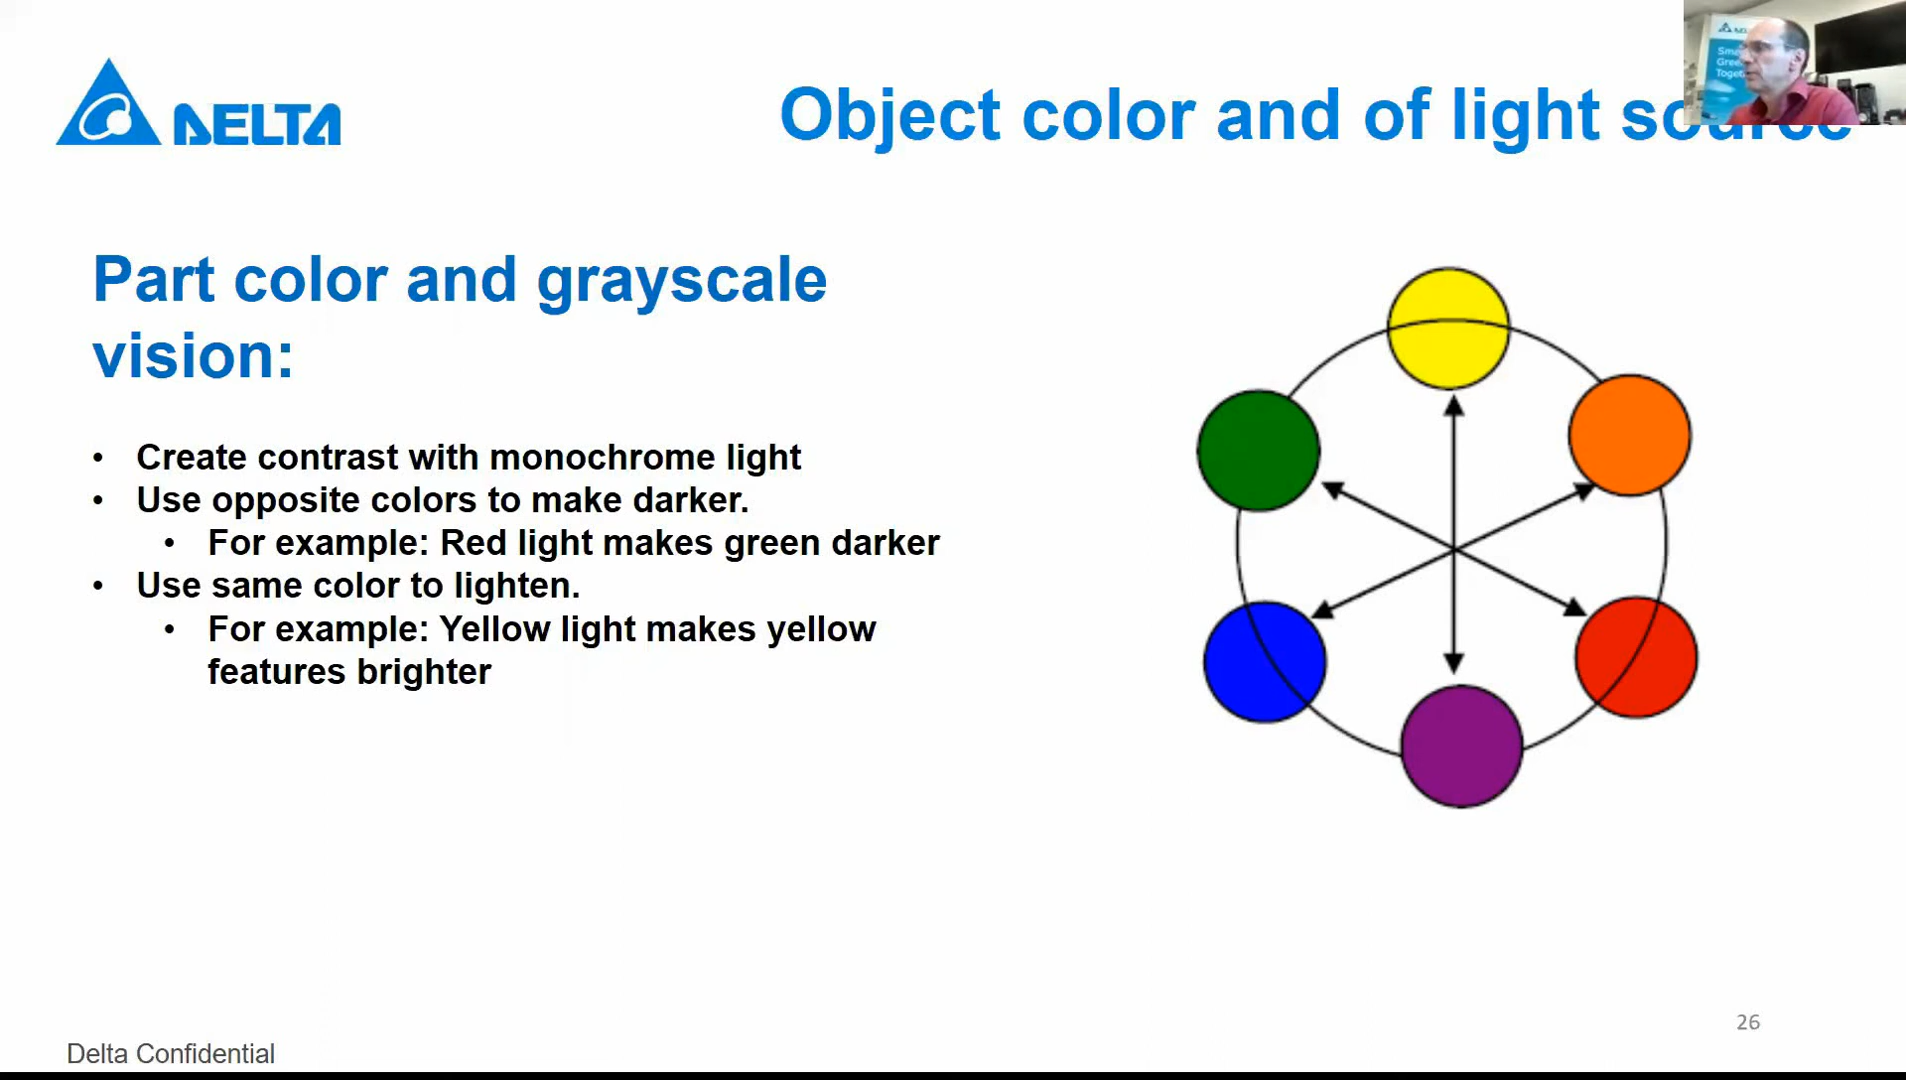 DELTA
Object color and of light source
Part color and grayscale
vision:
• Create contrast with monochrome light
• Use opposite colors to make darker.
• For example: Red light makes green darker
• Use same color to lighten.
• For example: Yellow light makes yellow
features brighter
26
Delta Confidential